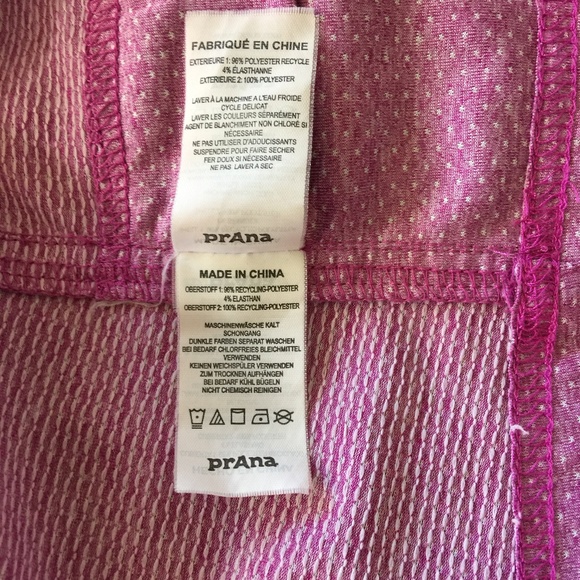 FABRIQUÉ EN CHINE
EXTERIEURE 1: 96% POLYESTER RECYCLE
4% ÉLASTHANNE
EXTERIEURE 2: 100% POLYESTER
LAVER À LA MACHINE A L'EAU FROIDE
CYCLE DELICAT
LAVER LES COULEURS SÉPARÉMENT
AGENT DE BLANCHIMENT NON CHLORÉ SI
NÉCESSAIRE
NE PAS UTILISER D'ADOUCISSANTS
SUSPENDRE POUR FAIRE SECHER
FER DOUX SI NÉCESSAIRE
NE PAS LAVER A SEC
prAna
MADE IN CHINA
OBERSTOFF 1: 96% RECYCLING-POLYESTER
4% ELASTHAN
OBERSTOFF 2: 100% RECYCLING-POLYESTER
MASCHINENWÄSCHE KALT
SCHONGANG
DUNKLE FARBEN SEPARAT WASCHEN
BEI BEDARF CHLORFREIES BLEICHMITTEL
VERWENDEN
KEINEN WEICHSPÜLER VERWENDEN
ZUM TROCKNEN AUFHÄNGEN
BEI BEDARF KÜHL BÜGELN
NICHT CHEMISCH REINIGEN
prAna